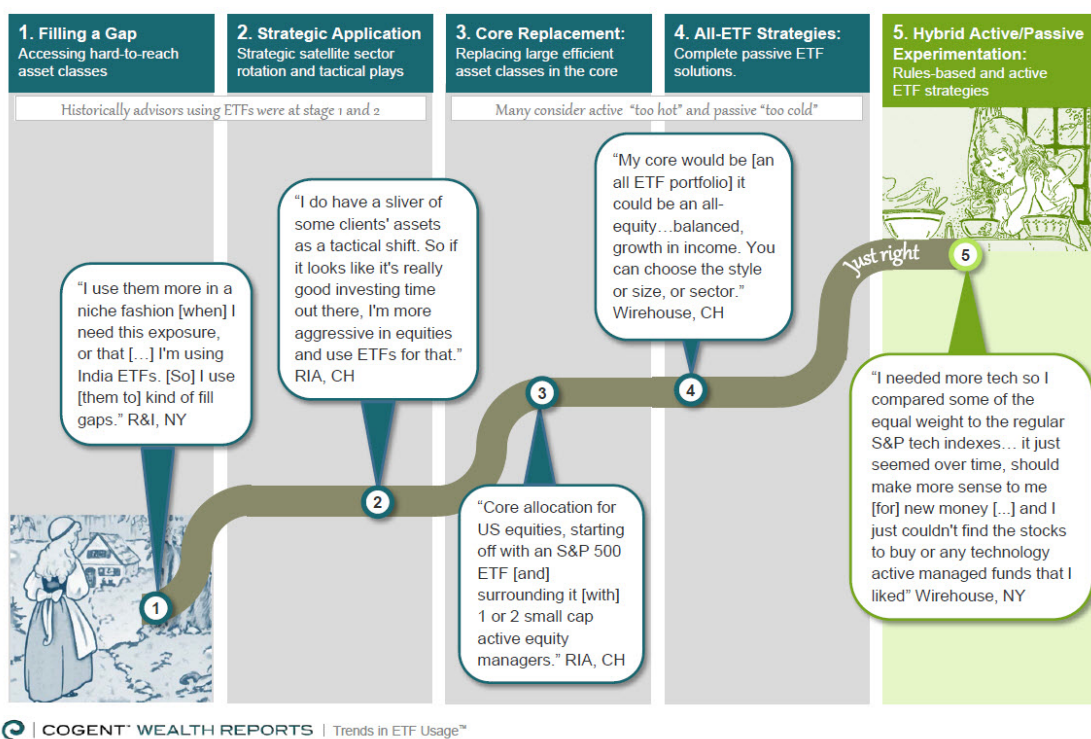 1. Filling a Gap
Accessing hard-to-reach
asset classes
2. Strategic Application
Strategic satellite sector
rotation and tactical plays
3. Core Replacement:
Replacing large efficient
asset classes in the core
4. All-ETF Strategies:
Complete passive ETF
solutions.
5. Hybrid Active/Passive
Experimentation:
Rules-based and active
ETF strategies
Historically advisors using ETFs were at stage 1 and 2
Many consider active “too hot” and passive “too cold”
“I use them more in a
niche fashion [when] I
need this exposure,
or that [...] I'm using
India ETFs. [So] I use
[them to] kind of fill
gaps.” R&I, NY
“I do have a sliver of
some clients' assets
as a tactical shift. So if
it looks like it's really
good investing time
out there, I'm more
aggressive in equities
and use ETFs for that.”
RIA, CH
“Core allocation for
US equities, starting
off with an S&P 500
ETF [and]
surrounding it [with]
1 or 2 small cap
active equity
managers.” RIA, CH
“My core would be [an
all ETF portfolio] it
could be an all-
equity…balanced,
growth in income. You
can choose the style
or size, or sector.”
Wirehouse, CH
“I needed more tech so I
compared some of the
equal weight to the regular
S&P tech indexes… it just
seemed over time, should
make more sense to me
[for] new money [...] and I
just couldn't find the stocks
to buy or any technology
active managed funds that I
liked” Wirehouse, NY
Just right
1
2
3
4
5
COGENT™ WEALTH REPORTS | Trends in ETF Usage™